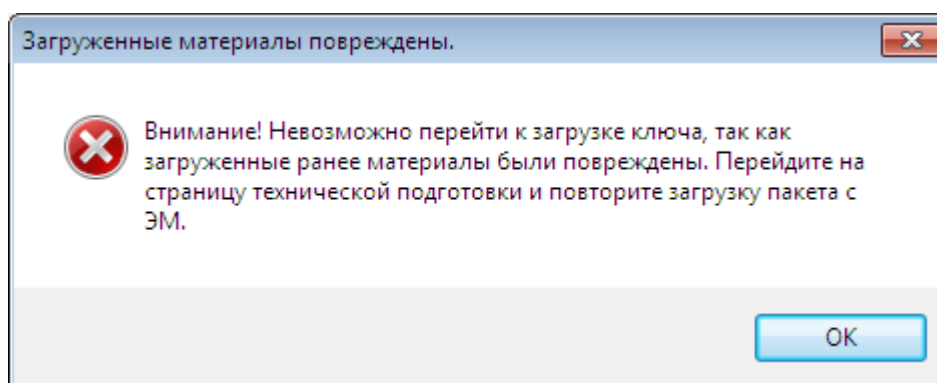 Загруженные материалы повреждены.
Внимание! Невозможно перейти к загрузке ключа, так как
загруженные ранее материалы были повреждены. Перейдите на
страницу технической подготовки и повторите загрузку пакета с
ЭМ.
OK